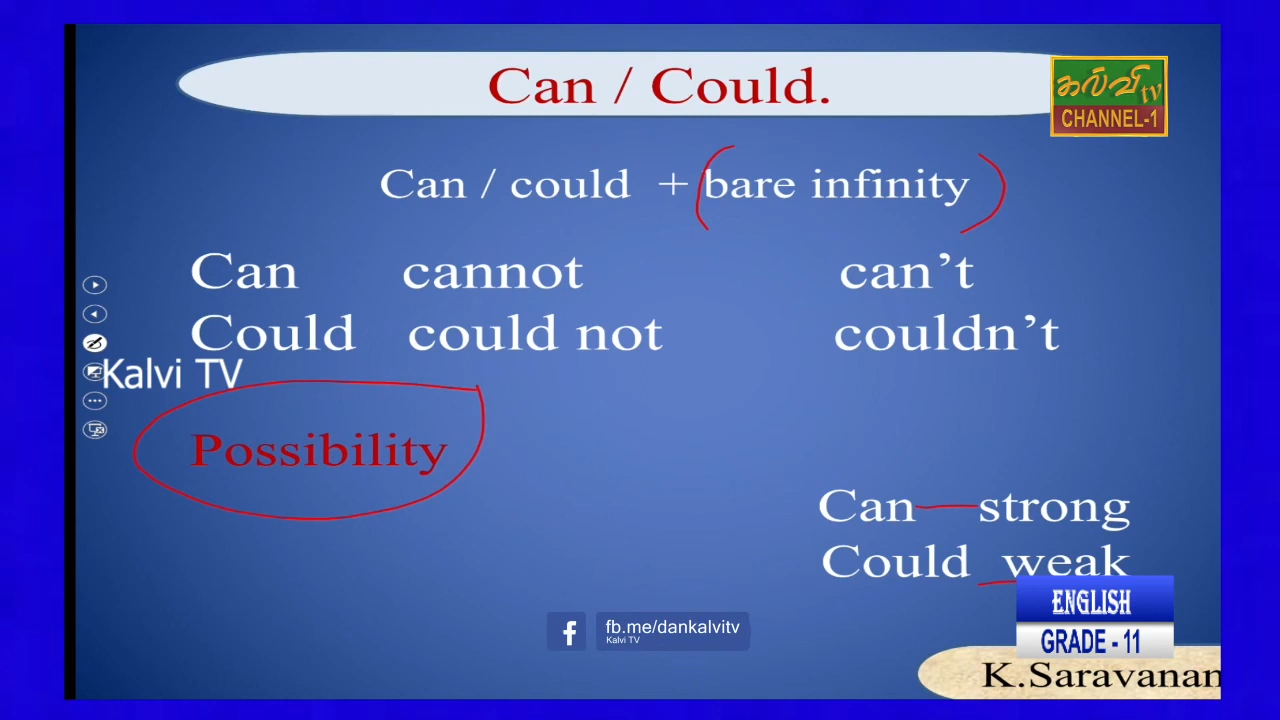 Can / Could.
கல்வி tv
CHANNEL-1
Can / could + bare infinity
Can cannot can't
Could could not couldn't
Kalvi TV
Possibility
Can strong
Could weak
ENGLISH
fb.me/dankalvitv
Kalvi TV
GRADE - 11
K.Saravanan